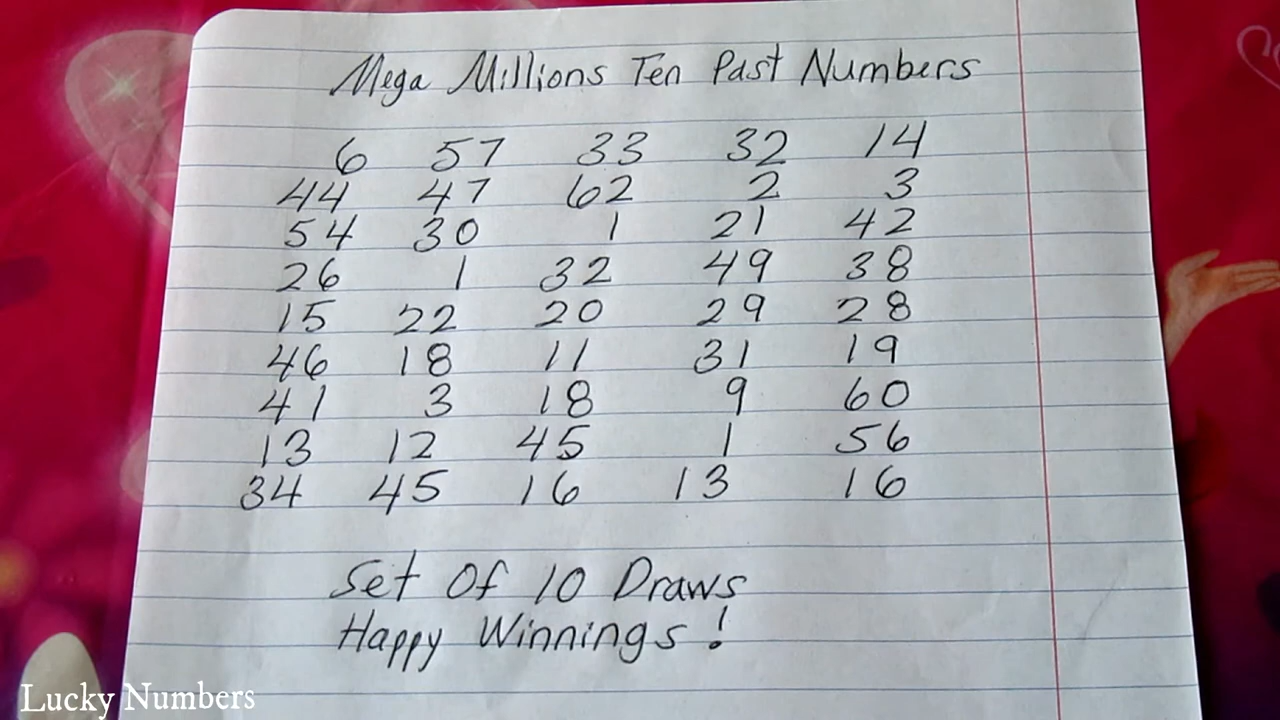 Mega Millions Ten Past Numbers
6 57 33 32 14
44 47 62 2 3
54 30 1 21 42
26 1 32 49 38
15 22 20 29 28
46 18 11 31 19
41 3 18 9 60
13 12 45 1 56
34 45 16 13 16
Set Of 10 Draws
Happy Winnings!
Lucky Numbers